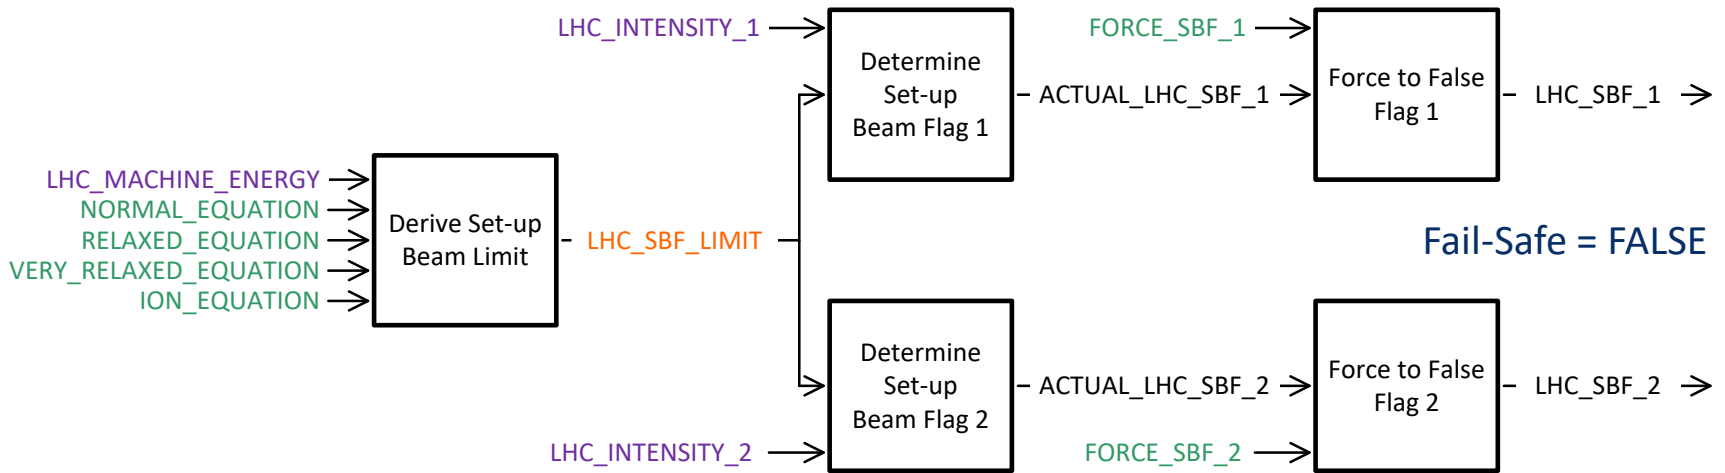 LHC_INTENSITY_1
FORCE_SBF_1
Determine
Set-up
Beam Flag 1
ACTUAL_LHC_SBF_1
Force to False
Flag 1
LHC_SBF_1
LHC_MACHINE_ENERGY
NORMAL_EQUATION
RELAXED_EQUATION
VERY_RELAXED_EQUATION
ION_EQUATION
Derive Set-up
Beam Limit
LHC_SBF_LIMIT
Fail-Safe = FALSE
Determine
Set-up
Beam Flag 2
ACTUAL_LHC_SBF_2
Force to False
Flag 2
LHC_SBF_2
LHC_INTENSITY_2
FORCE_SBF_2